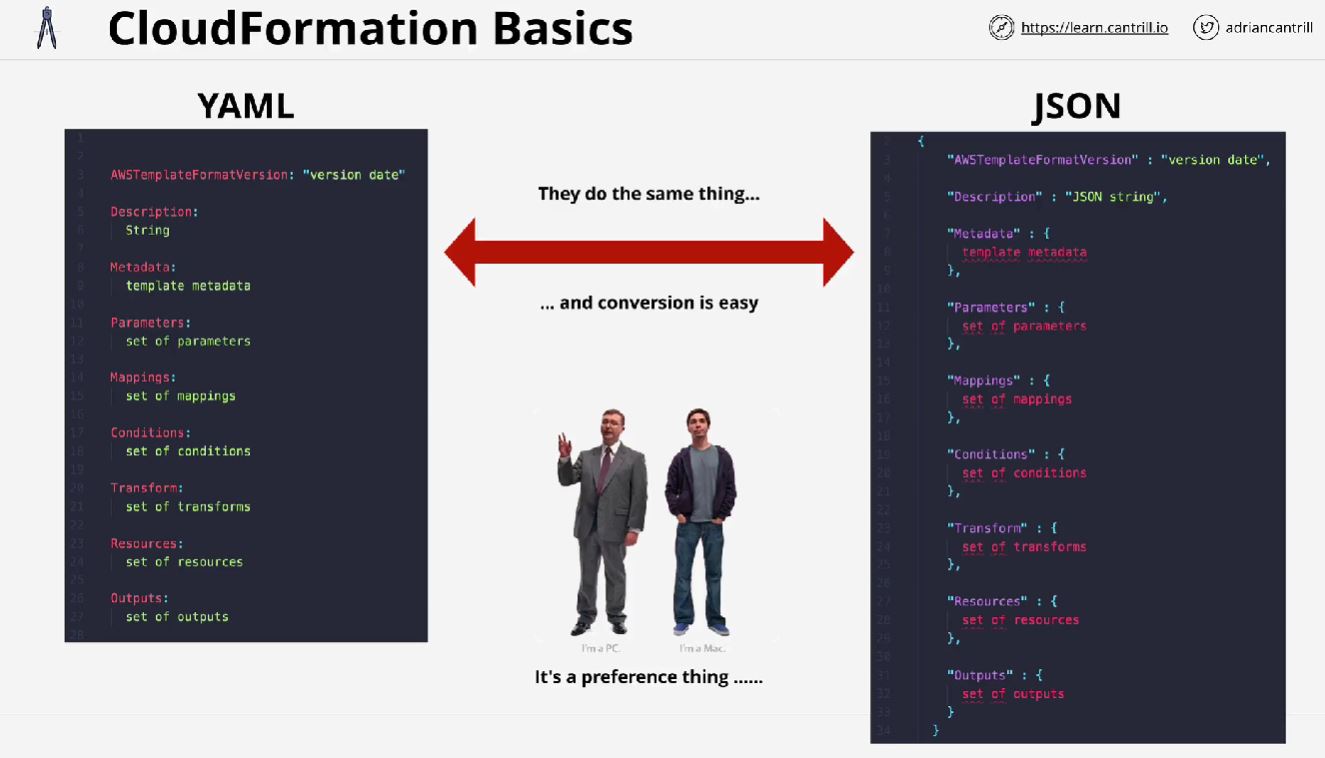 CloudFormation Basics
https://learn.cantrill.io
adriancantrill
YAML
1
2
3 AWSTemplateFormatVersion: "version date"
4
5 Description:
6 String
7
8 Metadata:
9 template metadata
10
11 Parameters:
12 set of parameters
13
14 Mappings:
15 set of mappings
16
17 Conditions:
18 set of conditions
19
20 Transform:
21 set of transforms
22
23 Resources:
24 set of resources
25
26 Outputs:
27 set of outputs
28
They do the same thing...
... and conversion is easy
I'm a PC.
I'm a Mac.
It's a preference thing ......
JSON
2 {
3 "AWSTemplateFormatVersion" : "version date",
4
5 "Description" : "JSON string",
6
7 "Metadata" : {
8 template metadata
9 },
10
11 "Parameters" : {
12 set of parameters
13 },
14
15 "Mappings" : {
16 set of mappings
17 },
18
19 "Conditions" : {
20 set of conditions
21 },
22
23 "Transform" : {
24 set of transforms
25 },
26
27 "Resources" : {
28 set of resources
29 },
30
31 "Outputs" : {
32 set of outputs
33 }
34 }